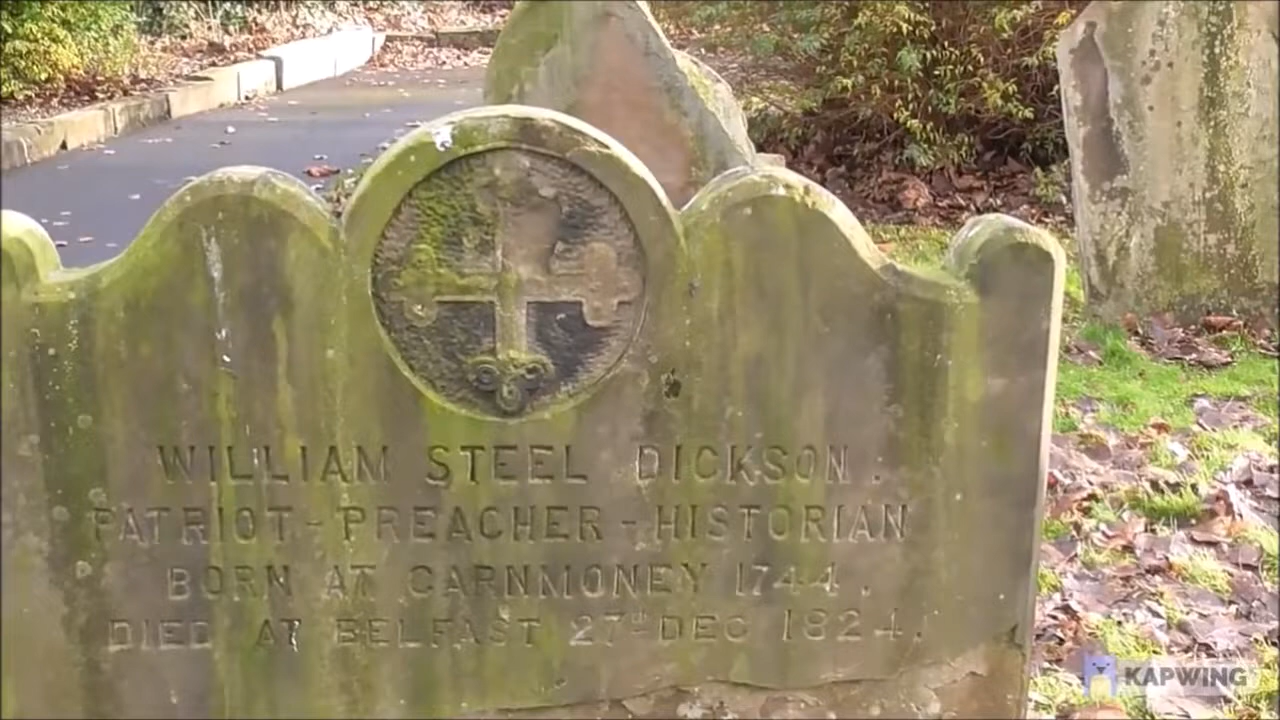 WILLIAM STEEL DICKSON.
PATRIOT-PREACHER-HISTORIAN
BORN AT CARNMONEY 1744.
DIED AT BELFAST 27TH DEC 1824.
KAPWING